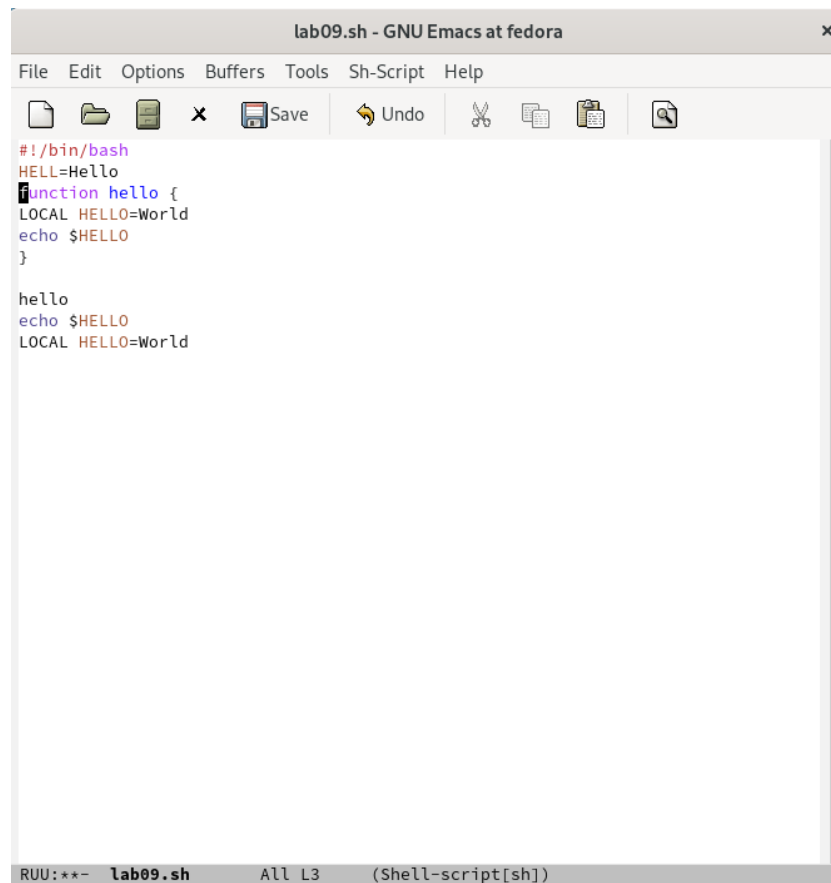 lab09.sh - GNU Emacs at fedora ×
File Edit Options Buffers Tools Sh-Script Help
Save Undo
#!/bin/bash
HELL=Hello
function hello {
LOCAL HELLO=World
echo $HELLO
}
hello
echo $HELLO
LOCAL HELLO=World
RUU:**- lab09.sh All L3 (Shell-script[sh])